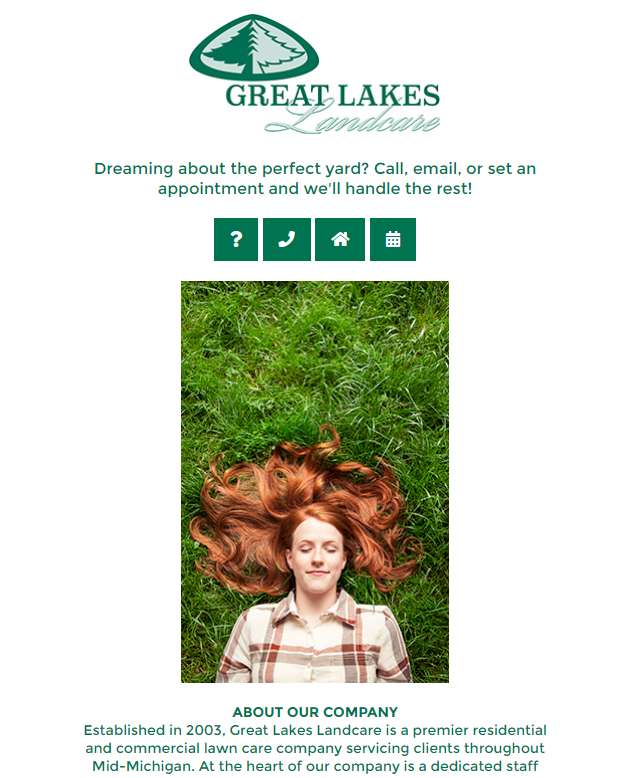 GREAT LAKES
Landcare
Dreaming about the perfect yard? Call, email, or set an
appointment and we'll handle the rest!
?
ABOUT OUR COMPANY
Established in 2003, Great Lakes Landcare is a premier residential
and commercial lawn care company servicing clients throughout
Mid-Michigan. At the heart of our company is a dedicated staff